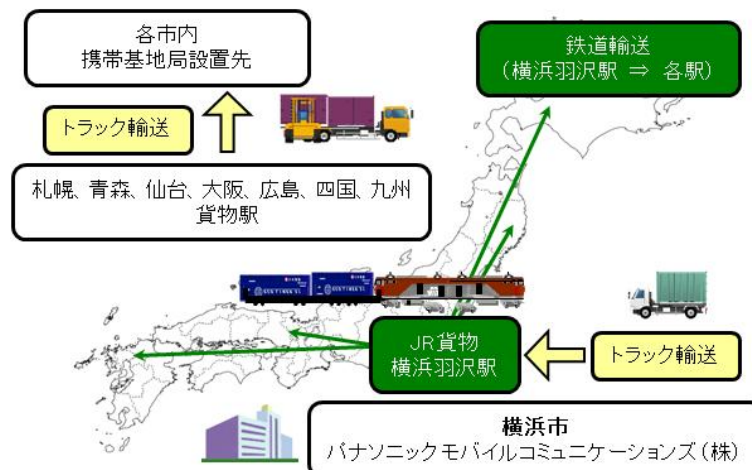 各市内
携帯基地局設置先
鉄道輸送
(横浜羽沢駅 ⇒ 各駅)
トラック輸送
札幌、青森、仙台、大阪、広島、四国、九州
貨物駅
JR貨物
横浜羽沢駅
トラック輸送
横浜市
パナソニックモバイルコミュニケーションズ(株)